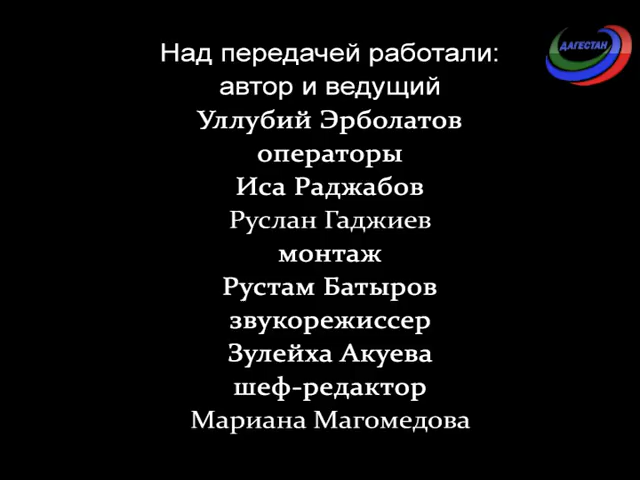 Над передачей работали:
ДАГЕСТАН
автор и ведущий
Уллубий Эрболатов
операторы
Иса Раджабов
Руслан Гаджиев
монтаж
Рустам Батыров
звукорежиссер
Зулейха Акуева
шеф-редактор
Мариана Магомедова